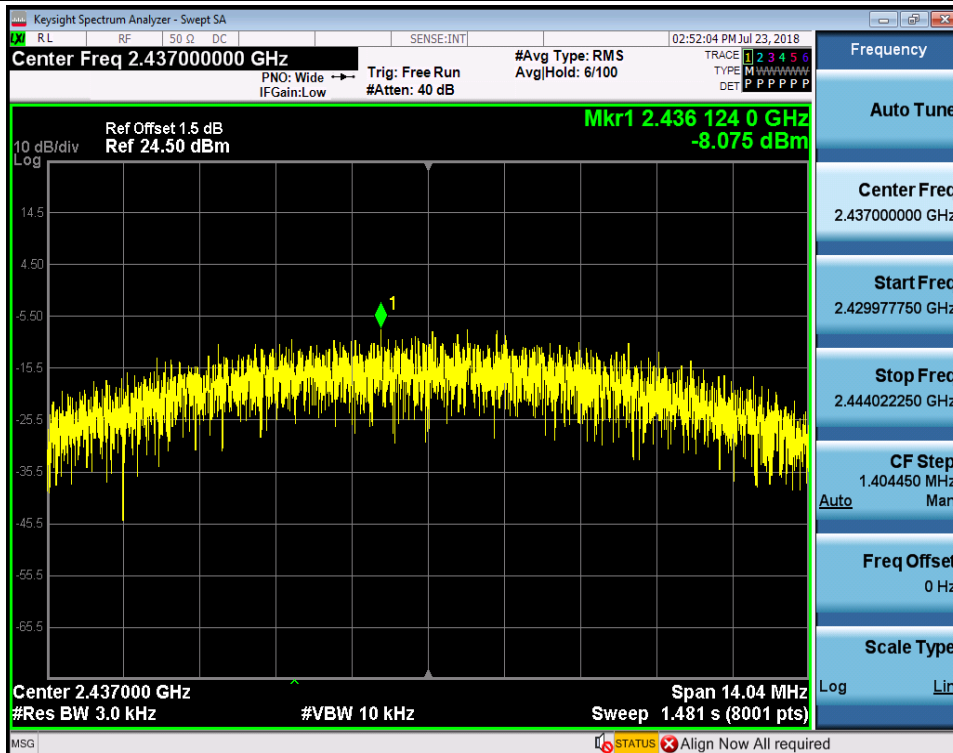 Keysight Spectrum Analyzer - Swept SA
LXI RL RF 50 Ω DC SENSE:INT 02:52:04 PM Jul 23, 2018
Center Freq 2.437000000 GHz
PNO: Wide
IFGain:Low
Trig: Free Run
#Atten: 40 dB
#Avg Type: RMS
Avg|Hold: 6/100
TRACE 1 2 3 4 5 6
TYPE M W W W W W
DET P P P P P P
Mkr1 2.436 124 0 GHz
-8.075 dBm
Ref Offset 1.5 dB
10 dB/div Ref 24.50 dBm
Log
14.5
4.50
1
-5.50
-15.5
-25.5
-35.5
-45.5
-55.5
-65.5
Center 2.437000 GHz Span 14.04 MHz
#Res BW 3.0 kHz #VBW 10 kHz Sweep 1.481 s (8001 pts)
MSG STATUS Align Now All required
Frequency
Auto Tune
Center Freq
2.437000000 GHz
Start Freq
2.429977750 GHz
Stop Freq
2.444022250 GHz
CF Step
1.404450 MHz
Auto Man
Freq Offset
0 Hz
Scale Type
Log Lin